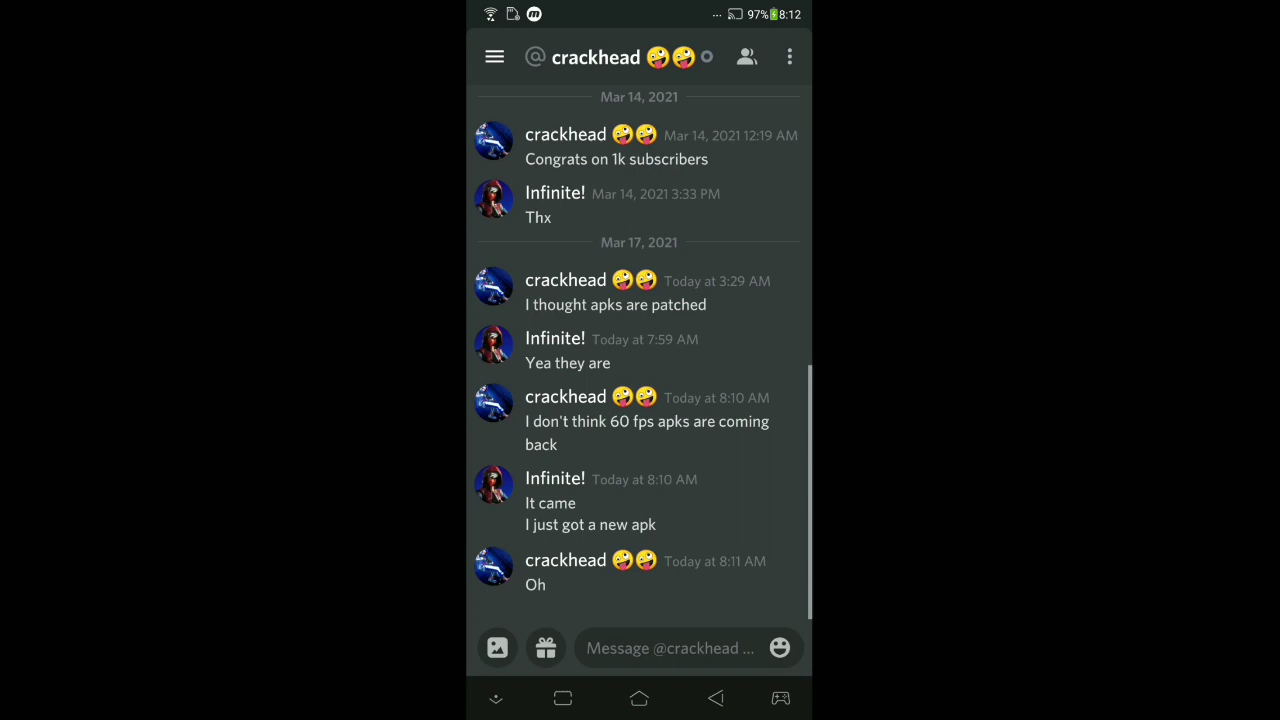 97% 8:12
@ crackhead 🤪🤪
Mar 14, 2021
crackhead 🤪🤪 Mar 14, 2021 12:19 AM
Congrats on 1k subscribers
Infinite! Mar 14, 2021 3:33 PM
Thx
Mar 17, 2021
crackhead 🤪🤪 Today at 3:29 AM
I thought apks are patched
Infinite! Today at 7:59 AM
Yea they are
crackhead 🤪🤪 Today at 8:10 AM
I don't think 60 fps apks are coming
back
Infinite! Today at 8:10 AM
It came
I just got a new apk
crackhead 🤪🤪 Today at 8:11 AM
Oh
Message @crackhead ...